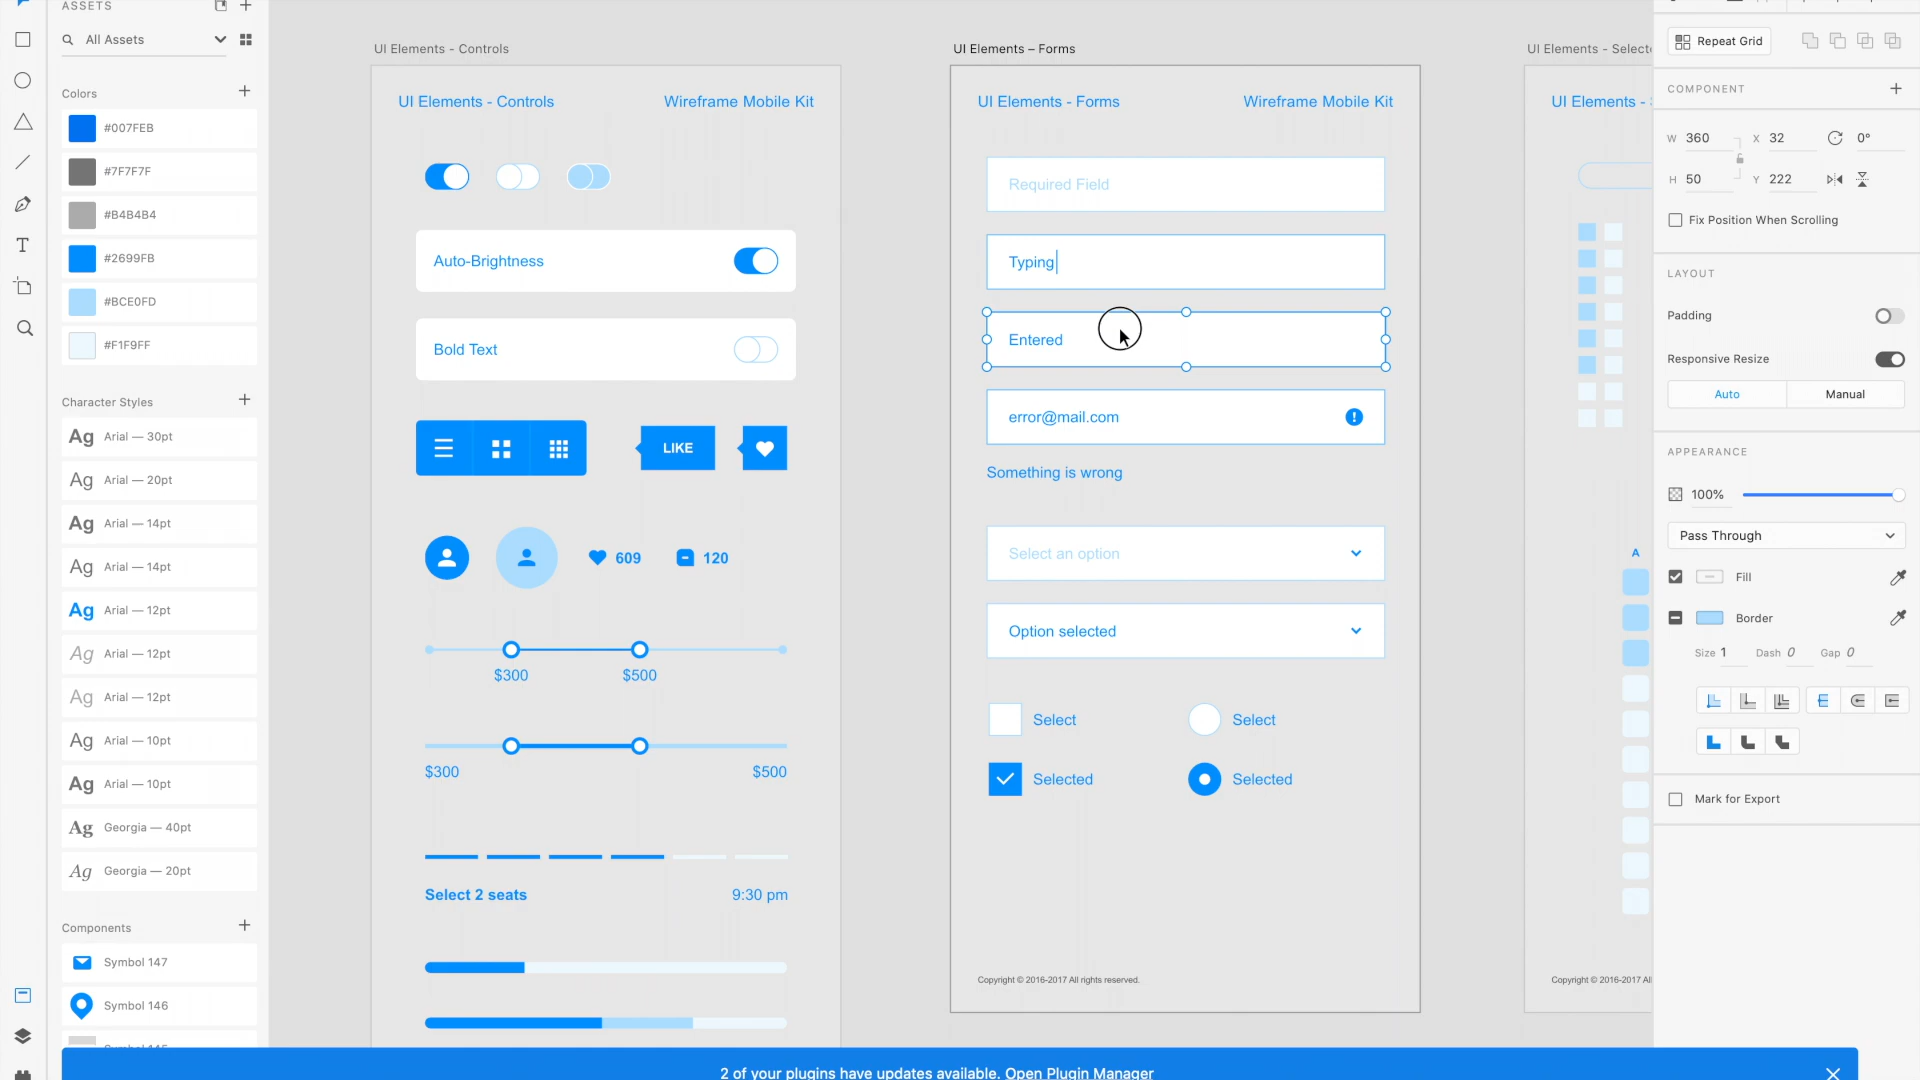 ASSETS
All Assets
Colors
#007FEB
#7F7F7F
#B4B4B4
#2699FB
#BCE0FD
#F1F9FF
Character Styles
Ag Arial — 30pt
Ag Arial — 20pt
Ag Arial — 14pt
Ag Arial — 14pt
Ag Arial — 12pt
Ag Arial — 12pt
Ag Arial — 12pt
Ag Arial — 10pt
Ag Arial — 10pt
Ag Georgia — 40pt
Ag Georgia — 20pt
Components
Symbol 147
Symbol 146
UI Elements - Controls
UI Elements - Controls Wireframe Mobile Kit
Auto-Brightness
Bold Text
LIKE
609 120
$300 $500
$300 $500
Select 2 seats 9:30 pm
UI Elements – Forms
UI Elements - Forms Wireframe Mobile Kit
Required Field
Typing
Entered
error@mail.com
Something is wrong
Select an option
Option selected
Select Select
Selected Selected
Copyright © 2016-2017 All rights reserved.
UI Elements - Select
UI Elements -
A
Copyright © 2016-2017 All
Repeat Grid
COMPONENT
W 360 X 32 0°
H 50 Y 222
Fix Position When Scrolling
LAYOUT
Padding
Responsive Resize
Auto Manual
APPEARANCE
100%
Pass Through
Fill
Border
Size 1 Dash 0 Gap 0
Mark for Export
2 of your plugins have updates available. Open Plugin Manager